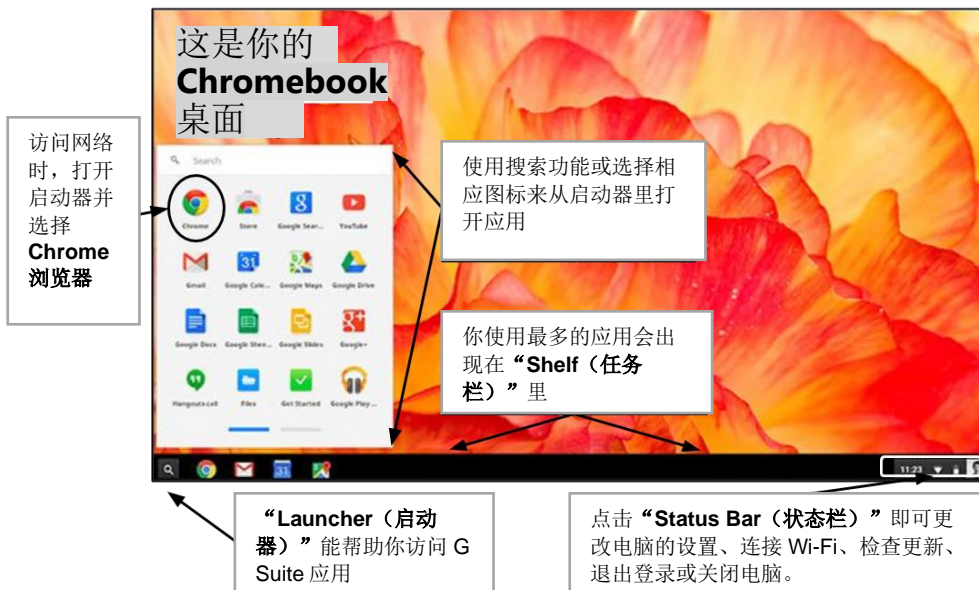 这是你的
Chromebook
桌面
访问网络
时，打开
启动器并
选择
Chrome
浏览器
Search
Chrome
Store
Google Sear...
YouTube
Gmail
31
Google Cale...
Google Maps
Google Drive
Google Docs
Google Shee...
Google Slides
Google+
Hangouts call
Files
Get Started
Google Play ...
使用搜索功能或选择相
应图标来从启动器里打
开应用
你使用最多的应用会出
现在“Shelf（任务
栏）”里
31
11:23
“Launcher（启动
器）”能帮助你访问 G
Suite 应用
点击“Status Bar（状态栏）”即可更
改电脑的设置、连接 Wi-Fi、检查更新、
退出登录或关闭电脑。